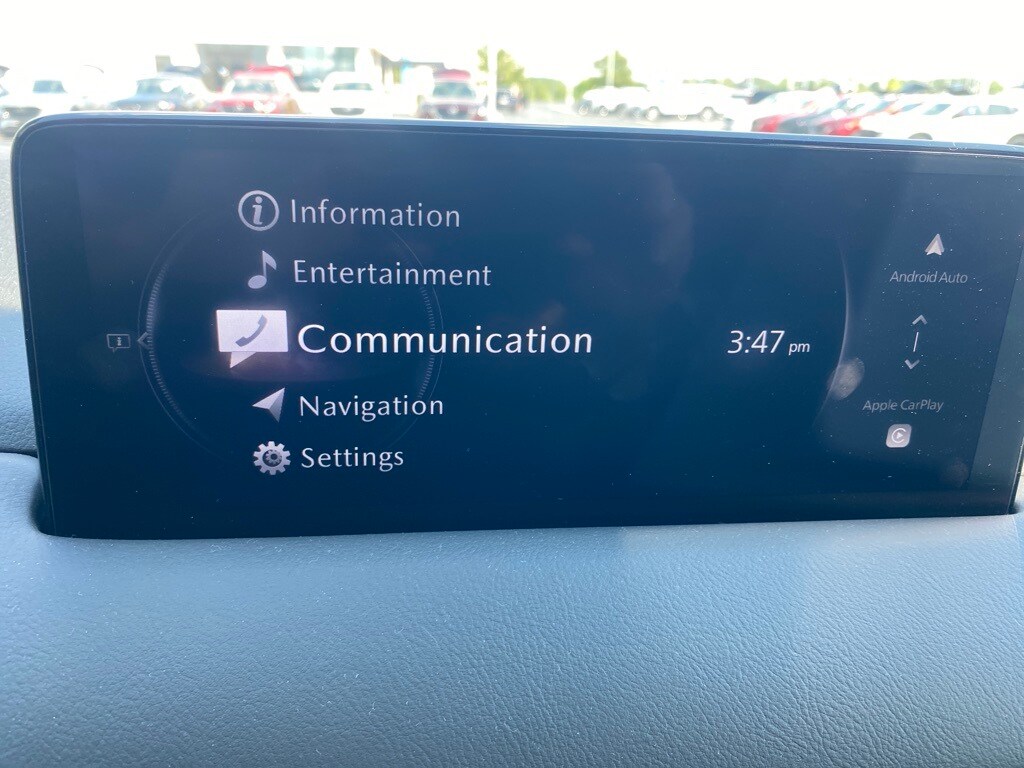 Information
Entertainment
Communication
3:47 pm
Navigation
Settings
Android Auto
Apple CarPlay